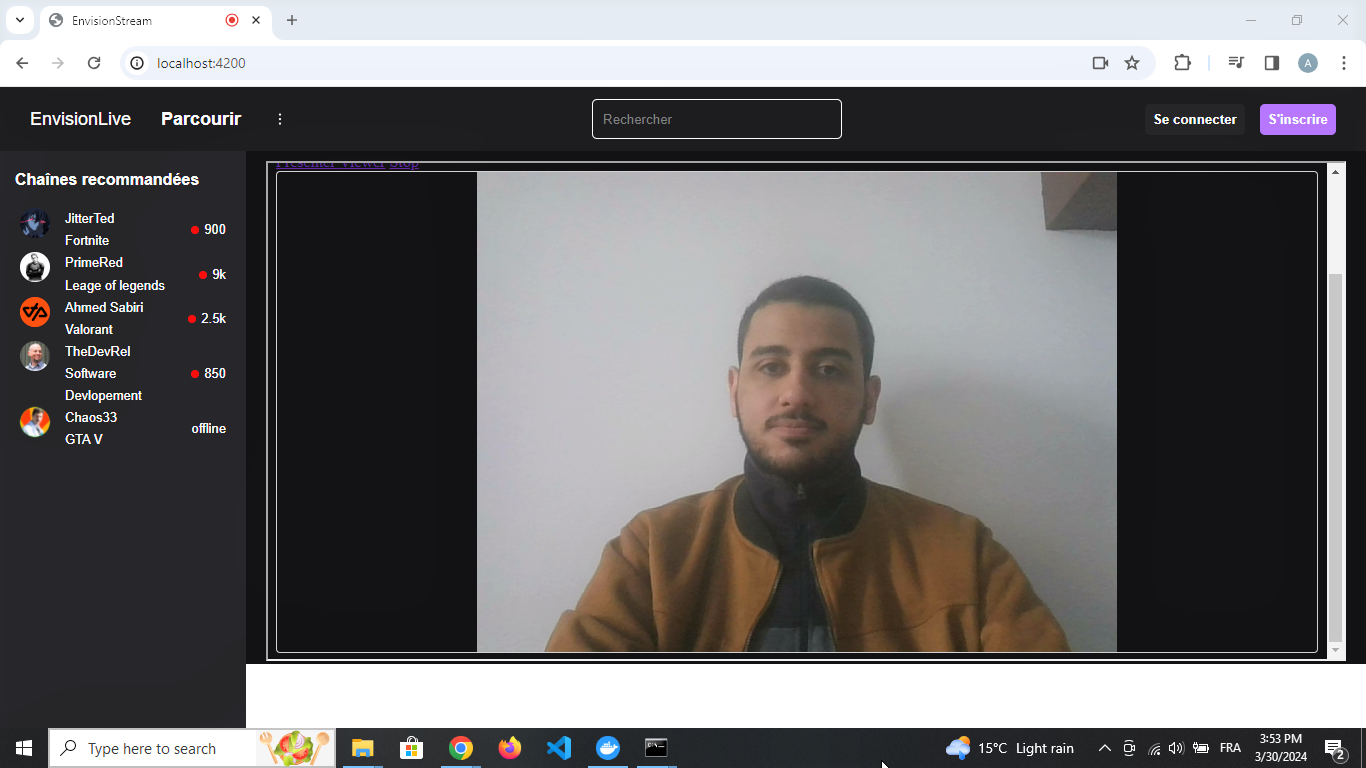 EnvisionStream
localhost:4200
A
EnvisionLive
Parcourir
Rechercher
Se connecter
S'inscrire
Chaînes recommandées
JitterTed
Fortnite
900
PrimeRed
Leage of legends
9k
Ahmed Sabiri
Valorant
2.5k
TheDevRel
Software
Devlopement
850
Chaos33
GTA V
offline
Presenter Viewer Stop
Type here to search
15°C Light rain
FRA
3:53 PM
3/30/2024
2